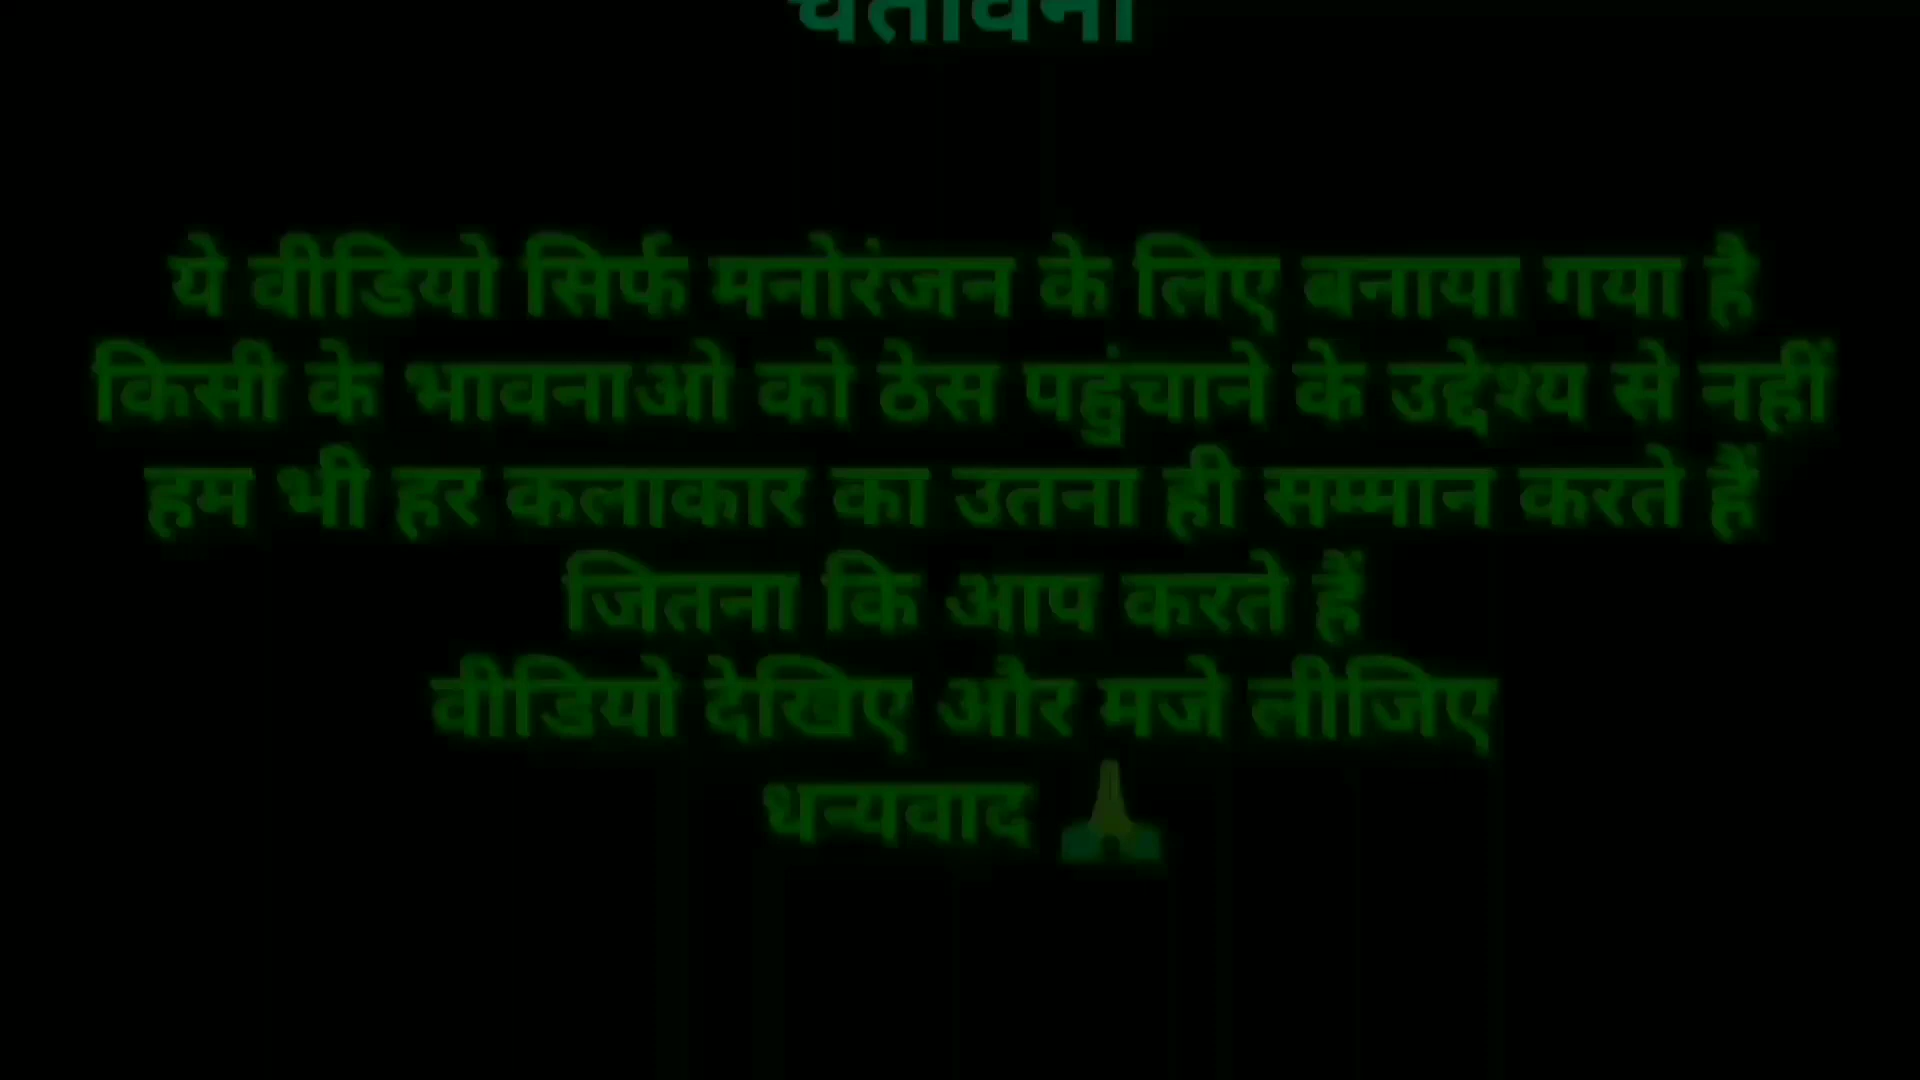 चेतावनी
ये वीडियो सिर्फ मनोरंजन के लिए बनाया गया है
किसी के भावनाओ को ठेस पहुंचाने के उद्देश्य से नहीं
हम भी हर कलाकार का उतना ही सम्मान करते हैं
जितना कि आप करते हैं
वीडियो देखिए और मजे लीजिए
धन्यवाद 🙏